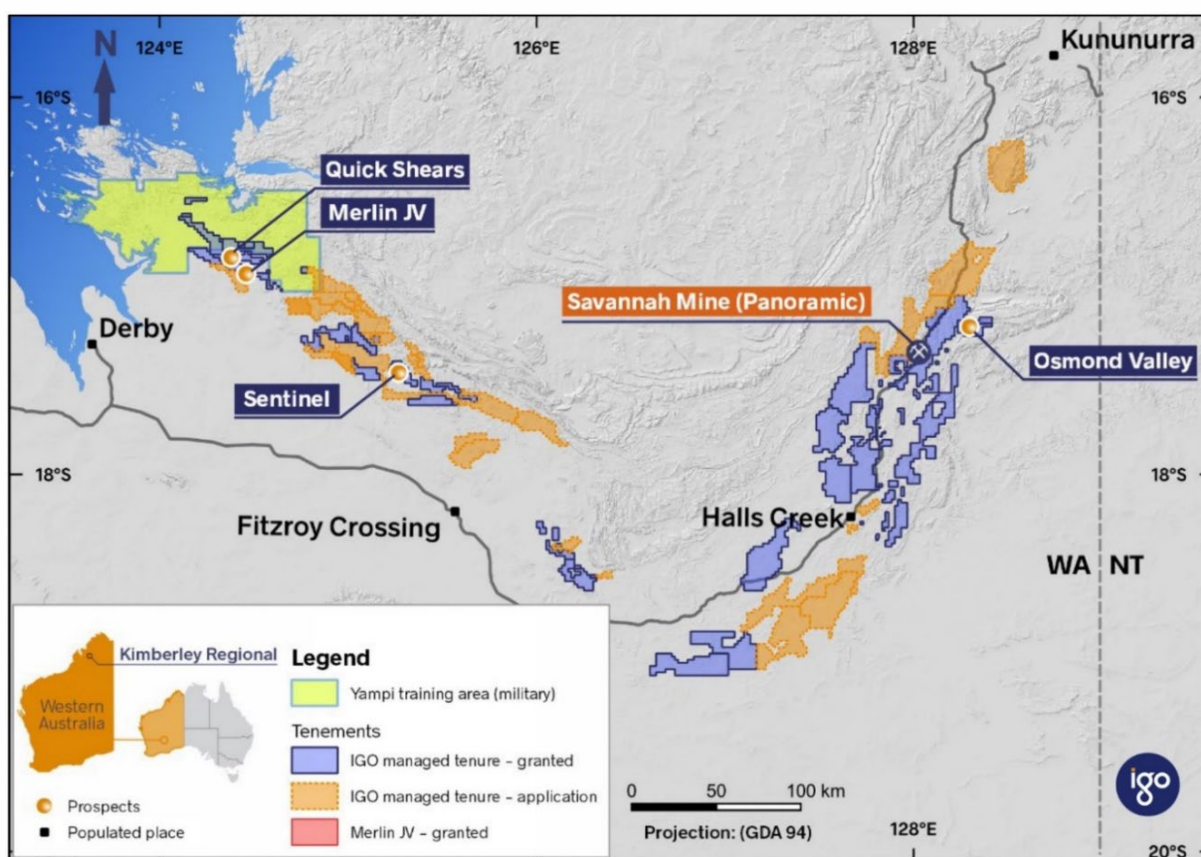 N
124°E
126°E
128°E
Kununurra
16°S
16°S
Quick Shears
Merlin JV
Savannah Mine (Panoramic)
Derby
Osmond Valley
Sentinel
18°S
18°S
Halls Creek
Fitzroy Crossing
WA
NT
Kimberley Regional
Western
Australia
Prospects
Populated place
Legend
Yampi training area (military)
Tenements
IGO managed tenure – granted
IGO managed tenure – application
Merlin JV – granted
0 50 100 km
Projection: (GDA 94)
igo
128°E
20°S